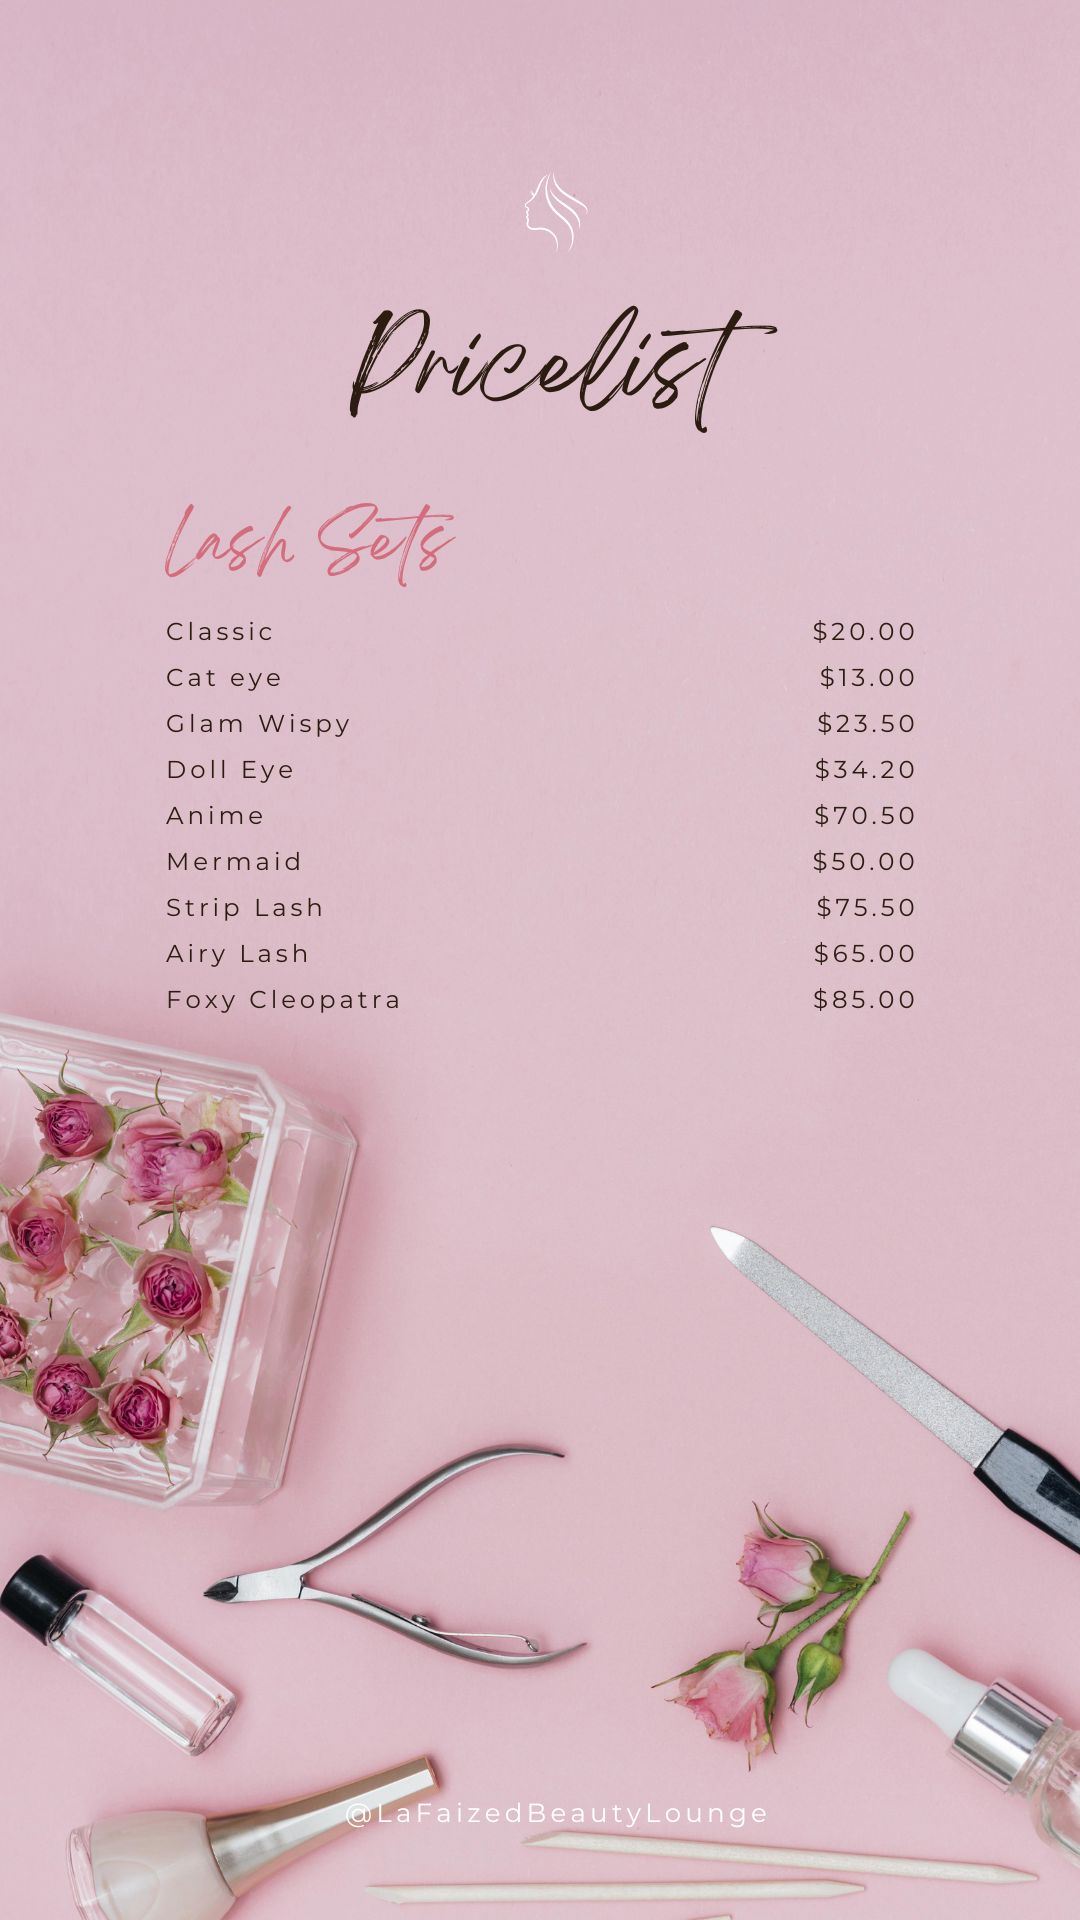 Pricelist
Lash Sets
Classic $20.00
Cat eye $13.00
Glam Wispy $23.50
Doll Eye $34.20
Anime $70.50
Mermaid $50.00
Strip Lash $75.50
Airy Lash $65.00
Foxy Cleopatra $85.00
@LaFaizedBeautyLounge